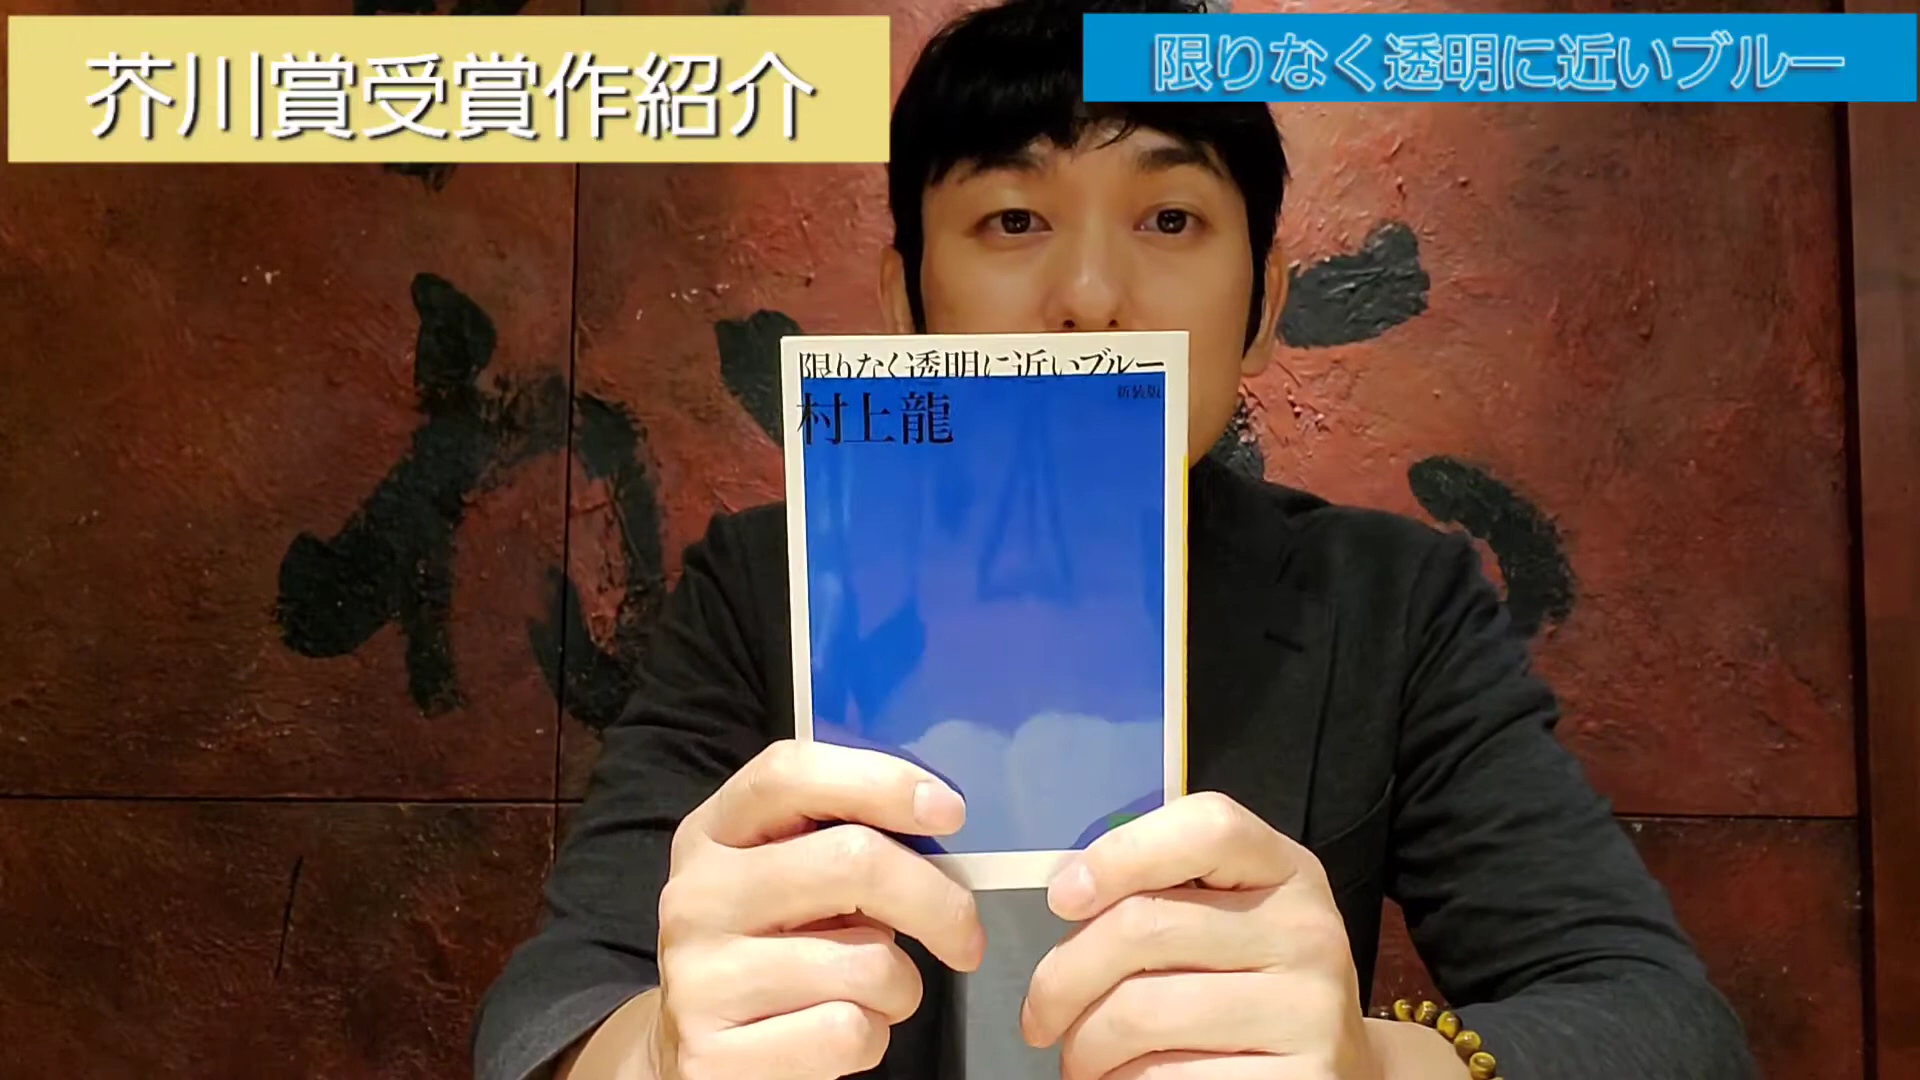 芥川賞受賞作紹介
限りなく透明に近いブルー
限りなく透明に近いブルー
新装版
村上龍